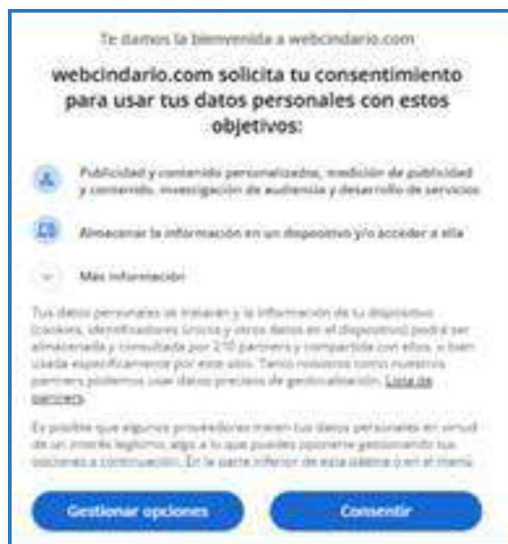 Te damos la bienvenida a webcindario.com
webcindario.com solicita tu consentimiento
para usar tus datos personales con estos
objetivos:
Publicidad y contenido personalizados, medición de publicidad
y contenido, investigación de audiencia y desarrollo de servicios
Almacenar la información en un dispositivo y/o acceder a ella
Más información
Tus datos personales se tratarán y la información de tu dispositivo
(cookies, identificadores únicos y otros datos en el dispositivo) podrá ser
almacenada y consultada por 210 partners y compartida con ellos, o bien
usada específicamente por este sitio. Tanto nosotros como nuestros
partners podemos usar datos precisos de geolocalización. Lista de
partners.
Es posible que algunos proveedores traten tus datos personales en virtud
de un interés legítimo, algo a lo que puedes oponerte gestionando tus
opciones a continuación. En la parte inferior de esta página o en el menú
Gestionar opciones
Consentir